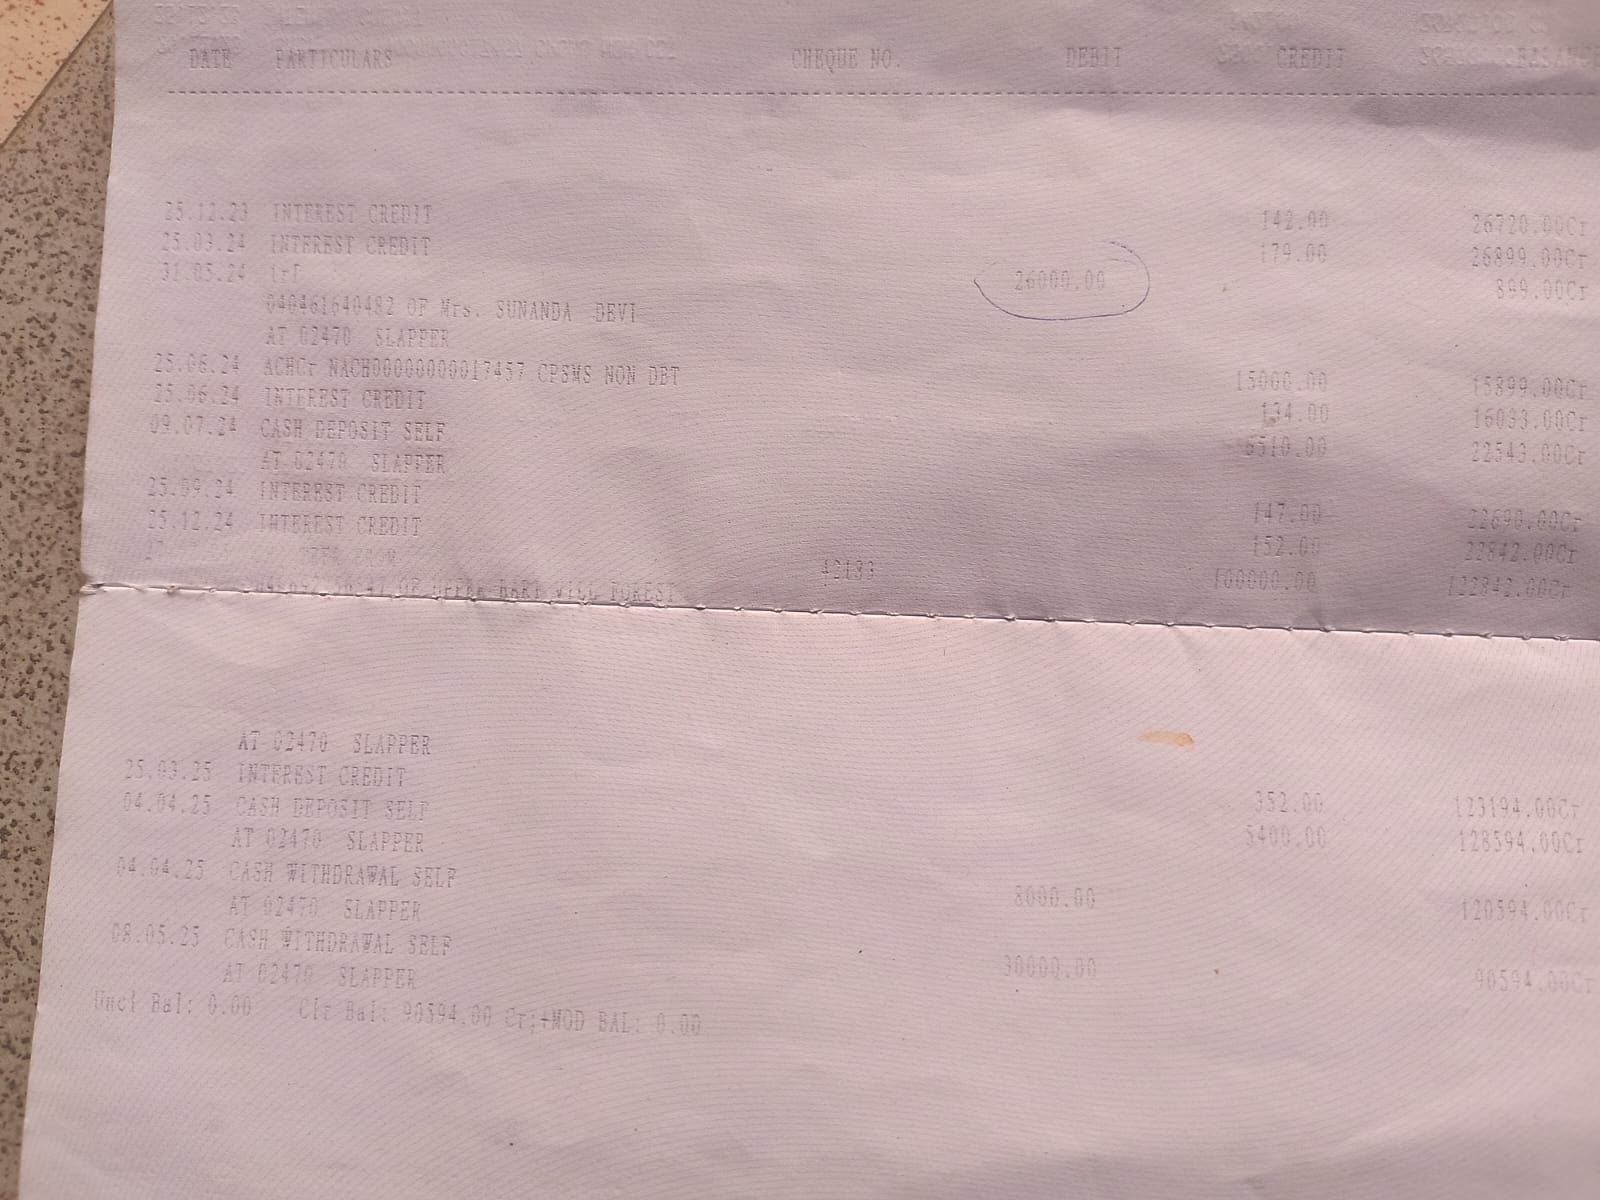 DATE PARTICULARS CHEQUE NO. DEBIT CREDIT BALANCE
25.12.23 INTEREST CREDIT 142.00 26720.00Cr
25.03.24 INTEREST CREDIT 179.00 26899.00Cr
31.05.24 trf 26000.00 899.00Cr
040461640482 OF Mrs. SUNANDA DEVI
AT 02470 SLAPPER
25.06.24 ACHCr NACH00000000017457 CPSMS NON DBT 15000.00 15899.00Cr
25.06.24 INTEREST CREDIT 134.00 16033.00Cr
09.07.24 CASH DEPOSIT SELF 6510.00 22543.00Cr
AT 02470 SLAPPER
25.09.24 INTEREST CREDIT 147.00 22690.00Cr
25.12.24 INTEREST CREDIT 152.00 22842.00Cr
42133 100000.00 122842.00Cr
OF UPPER BARI VILL FOREST
AT 02470 SLAPPER
25.03.25 INTEREST CREDIT 352.00 123194.00Cr
04.04.25 CASH DEPOSIT SELF 5400.00 128594.00Cr
AT 02470 SLAPPER
04.04.25 CASH WITHDRAWAL SELF 8000.00 120594.00Cr
AT 02470 SLAPPER
08.05.25 CASH WITHDRAWAL SELF 30000.00 90594.00Cr
AT 02470 SLAPPER
Uncl Bal: 0.00 Clr Bal: 90594.00 Cr;+MOD BAL: 0.00